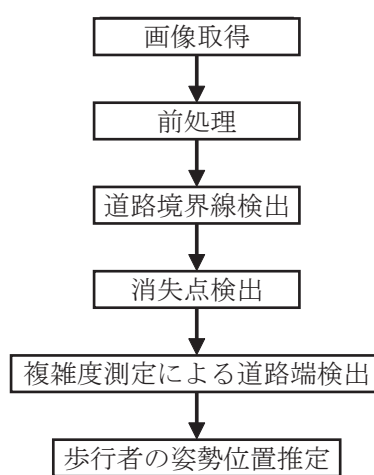 画像取得
前処理
道路境界線検出
消失点検出
複雑度測定による道路端検出
歩行者の姿勢位置推定